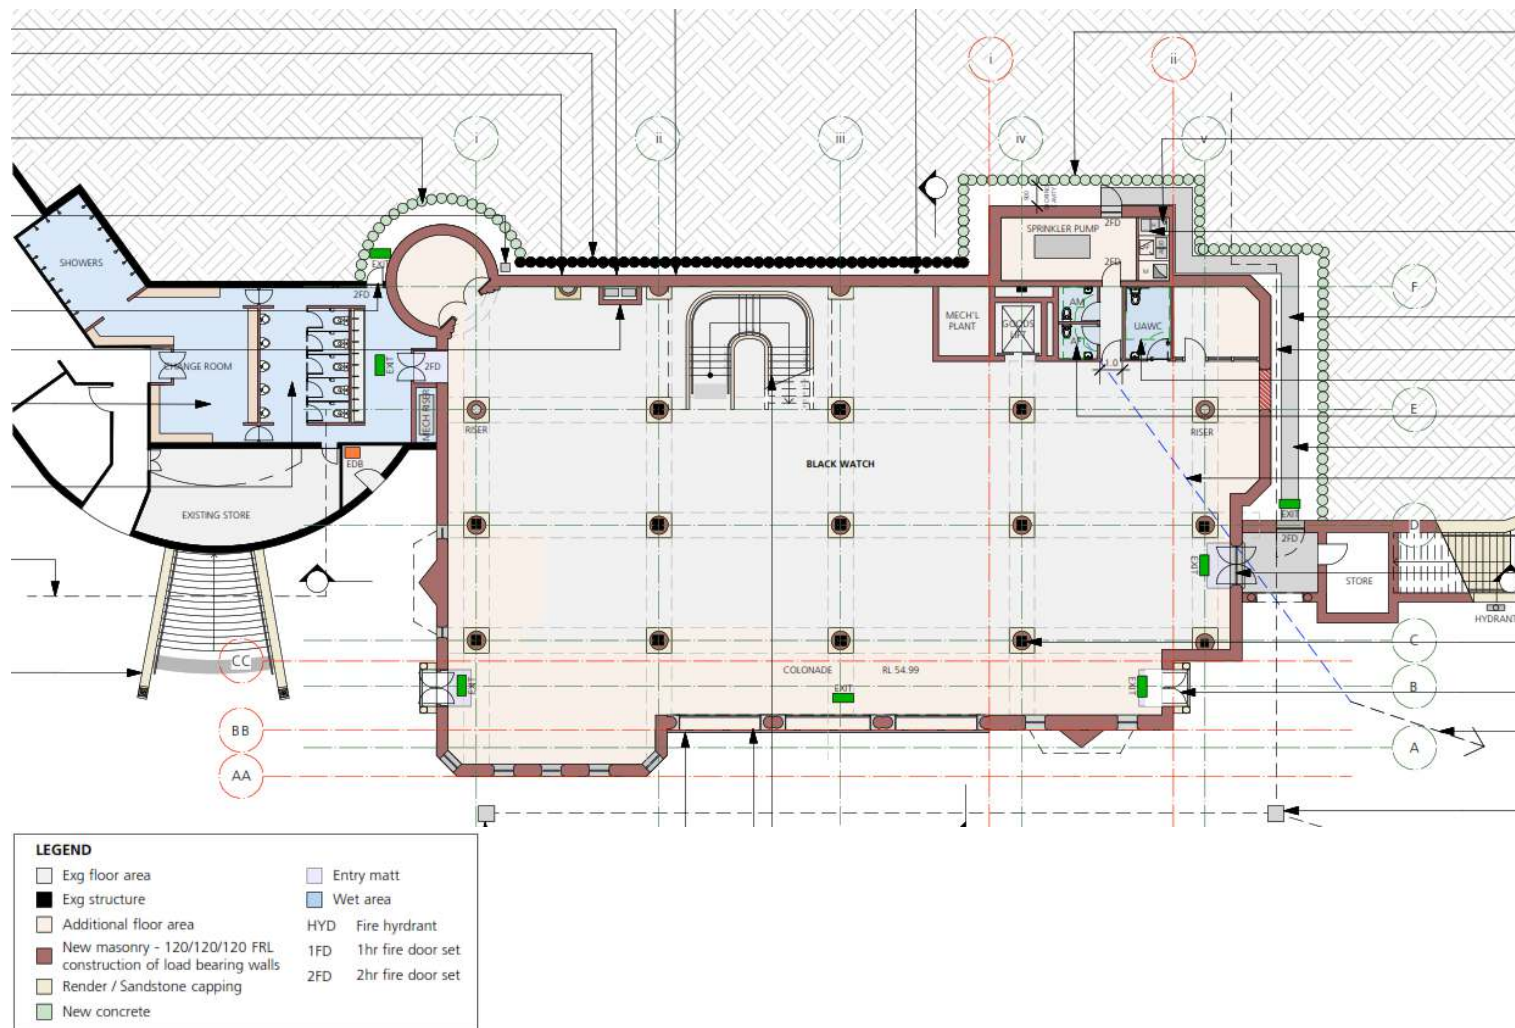 i
ii
i
ii
iii
iv
v
SPRINKLER PUMP
2FD
2FD
SHOWERS
EXIT
2FD
F
MECH'L
PLANT
GOODS
LIFT
AM
UAWC
CHANGE ROOM
EXIT
2FD
MECH RISER
E
RISER
RISER
EDB
BLACK WATCH
EXISTING STORE
EXIT
D
2FD
EXIT
STORE
HYDRANT
C
CC
COLONADE RL 54.99
EXIT
EXIT
EXIT
B
BB
A
AA
LEGEND
Exg floor area
Exg structure
Additional floor area
New masonry - 120/120/120 FRL
construction of load bearing walls
Render / Sandstone capping
New concrete
Entry matt
Wet area
HYD Fire hyrdrant
1FD 1hr fire door set
2FD 2hr fire door set